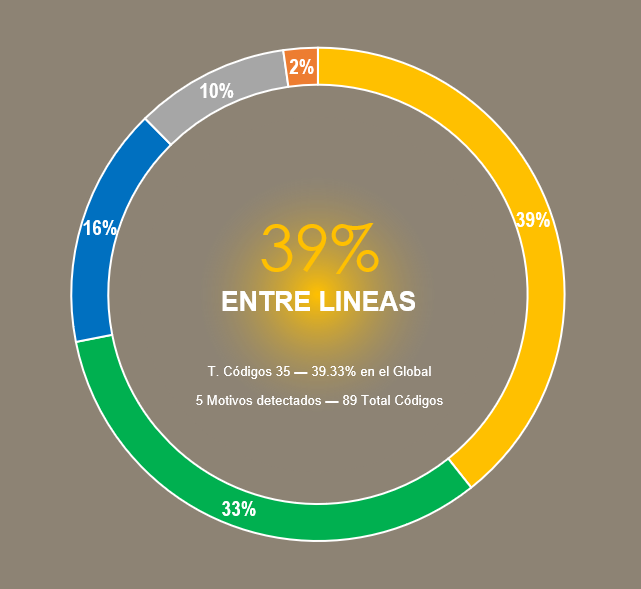 2%
10%
39%
16%
39%
ENTRE LINEAS
T. Códigos 35 — 39.33% en el Global
5 Motivos detectados — 89 Total Códigos
33%